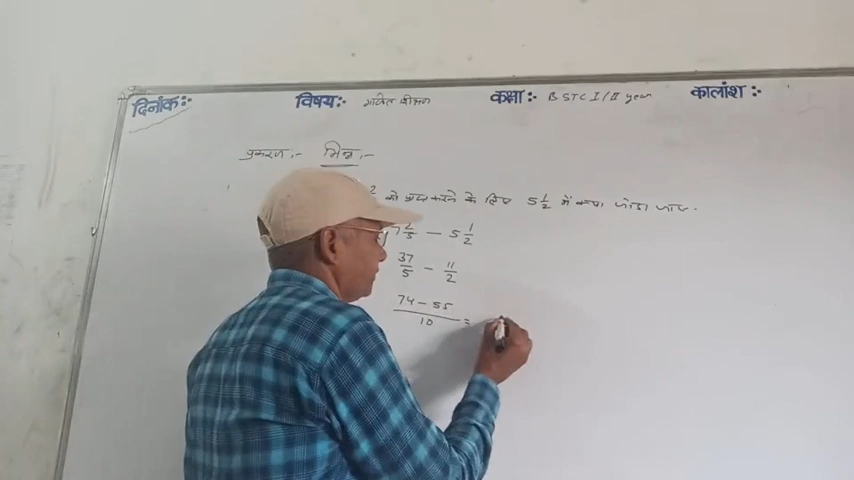 दिनांक: विषय: गणित शिक्षण कक्षा: BSTC I/II year कालांश :
प्रकरण :- भिन्न :-
2 को प्राप्त करने के लिए 5 1/2 में क्या जोड़ा जाए.
7 2/5 - 5 1/2
37/5 - 11/2
74 - 55 / 10 =